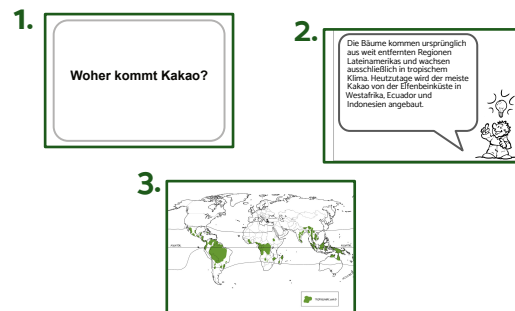 1.
Woher kommt Kakao?
2.
Die Bäume kommen ursprünglich
aus weit entfernten Regionen
Lateinamerikas und wachsen
ausschließlich in tropischem
Klima. Heutzutage wird der meiste
Kakao von der Elfenbeinküste in
Westafrika, Ecuador und
Indonesien angebaut.
3.